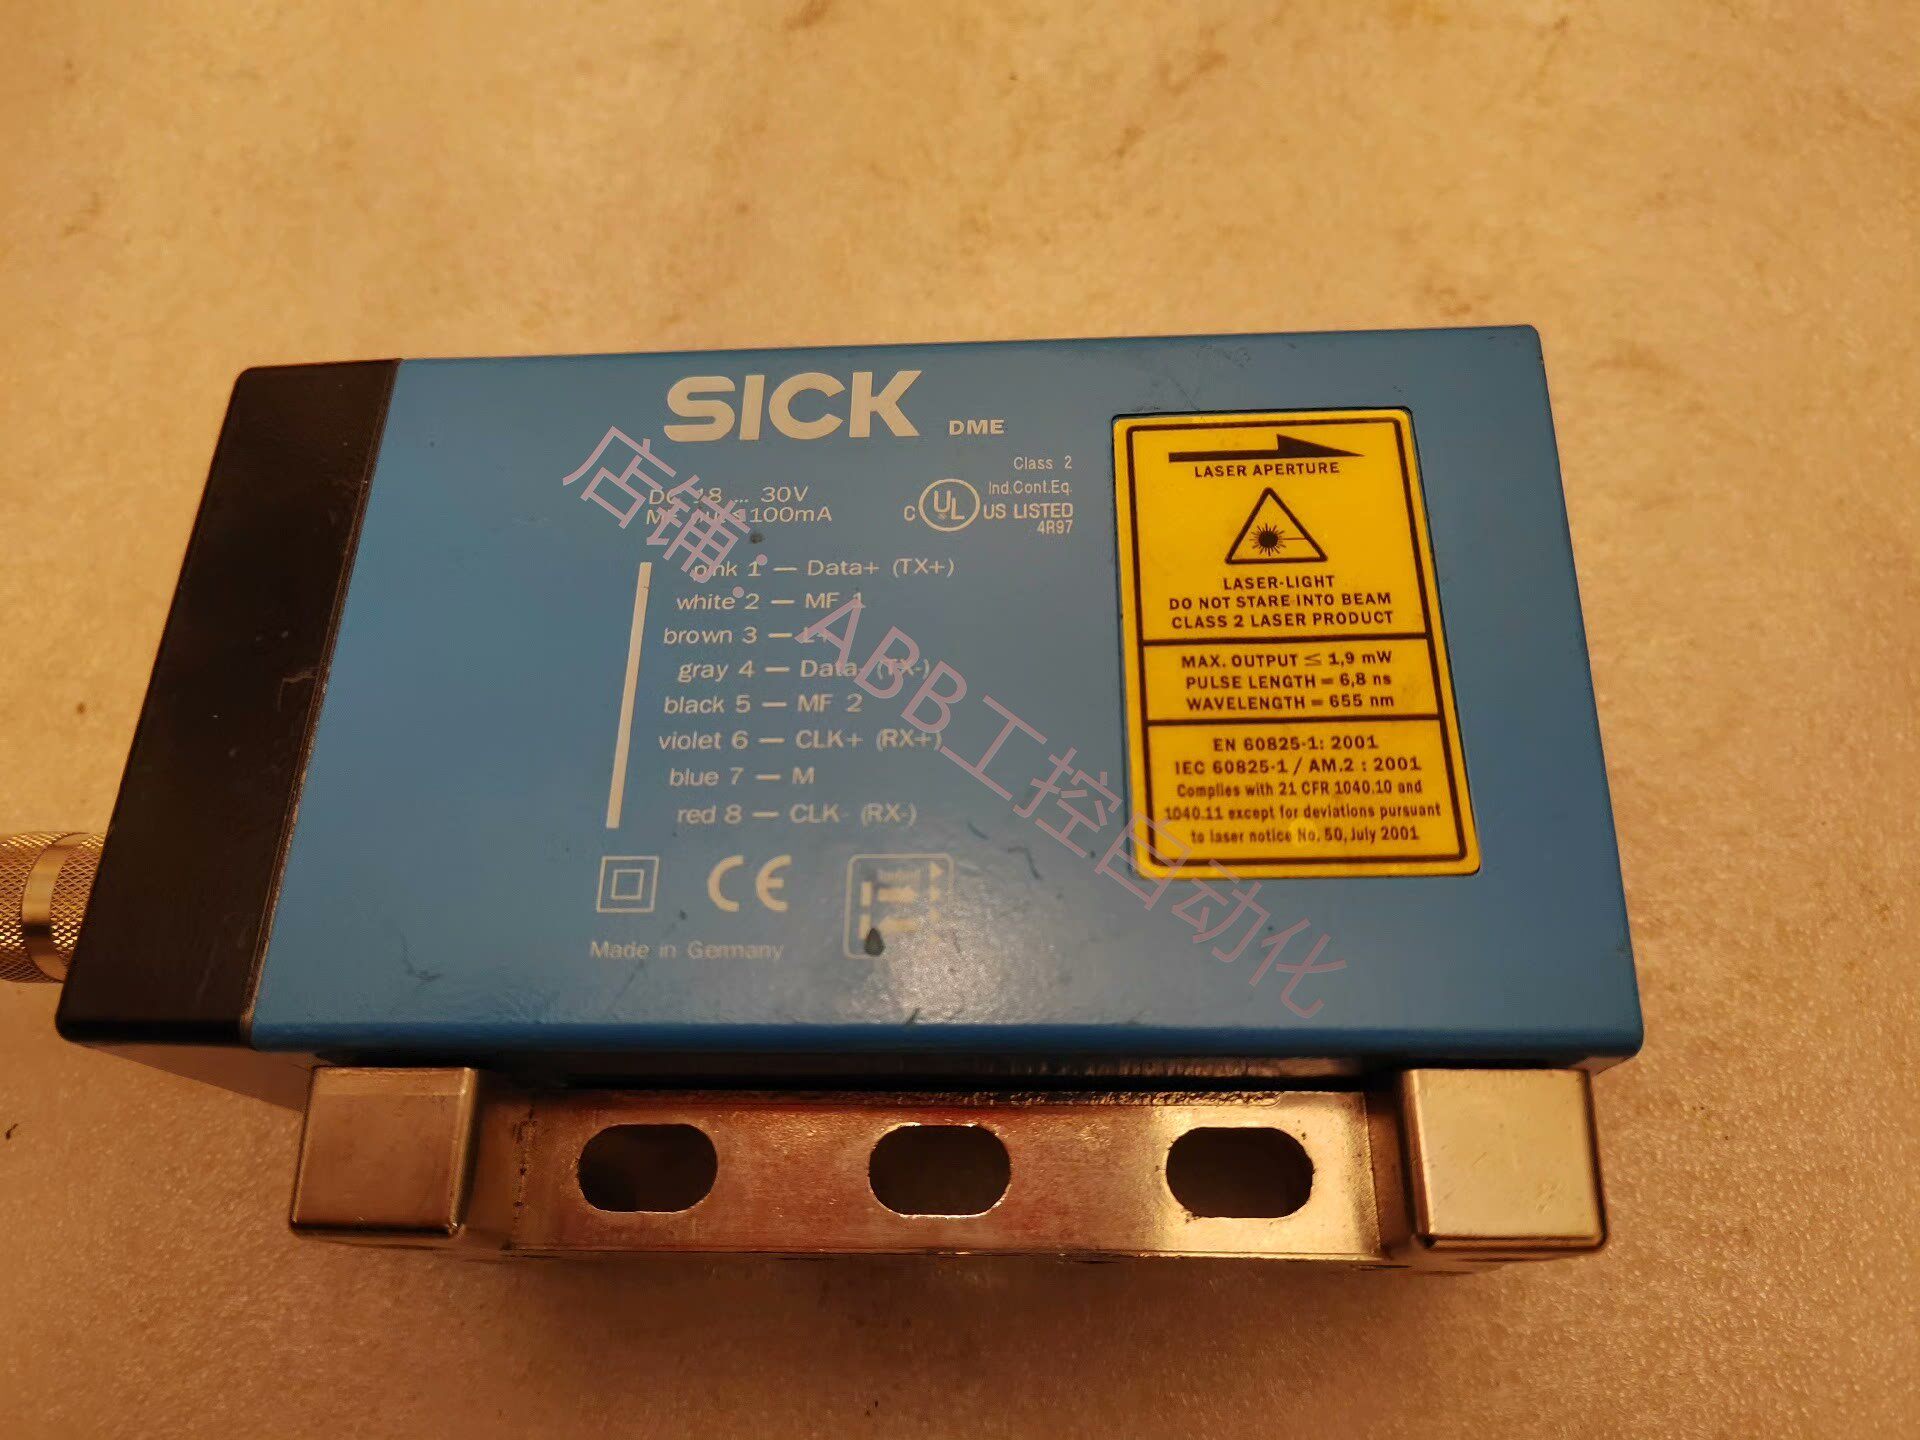 SICK DME
Class 2
Ind.Cont.Eq.
C UL US LISTED
4R97
DC 18 ... 30V
≤100mA
pink 1 — Data+ (TX+)
white 2 — MF 1
brown 3 — L+
gray 4 — Data- (TX-)
black 5 — MF 2
violet 6 — CLK+ (RX+)
blue 7 — M
red 8 — CLK- (RX-)
CE
Made in Germany
LASER APERTURE
LASER-LIGHT
DO NOT STARE INTO BEAM
CLASS 2 LASER PRODUCT
MAX. OUTPUT ≤ 1,9 mW
PULSE LENGTH = 6,8 ns
WAVELENGTH = 655 nm
EN 60825-1: 2001
IEC 60825-1 / AM.2 : 2001
Complies with 21 CFR 1040.10 and
1040.11 except for deviations pursuant
to laser notice No. 50, July 2001
店铺：ABB工控自动化